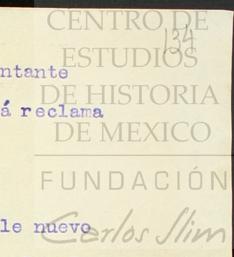 CENTRO DE
134
ESTUDIOS
ntante
DE HISTORIA
á reclama
DE MEXICO
FUNDACIÓN
le nuevo
Carlos Slim